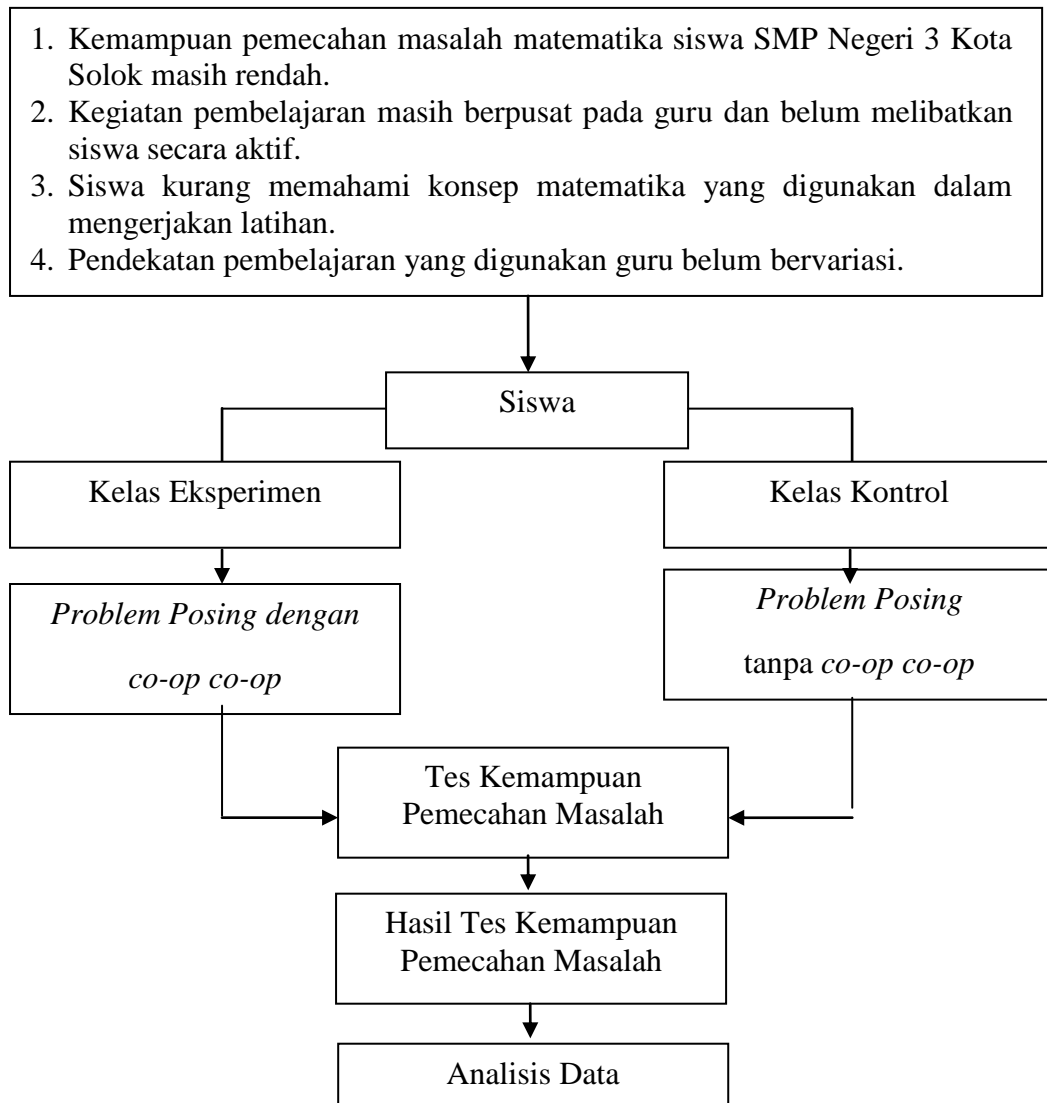 1. Kemampuan pemecahan masalah matematika siswa SMP Negeri 3 Kota
Solok masih rendah.
2. Kegiatan pembelajaran masih berpusat pada guru dan belum melibatkan
siswa secara aktif.
3. Siswa kurang memahami konsep matematika yang digunakan dalam
mengerjakan latihan.
4. Pendekatan pembelajaran yang digunakan guru belum bervariasi.
Siswa
Kelas Eksperimen
Kelas Kontrol
Problem Posing dengan
co-op co-op
Problem Posing
tanpa co-op co-op
Tes Kemampuan
Pemecahan Masalah
Hasil Tes Kemampuan
Pemecahan Masalah
Analisis Data